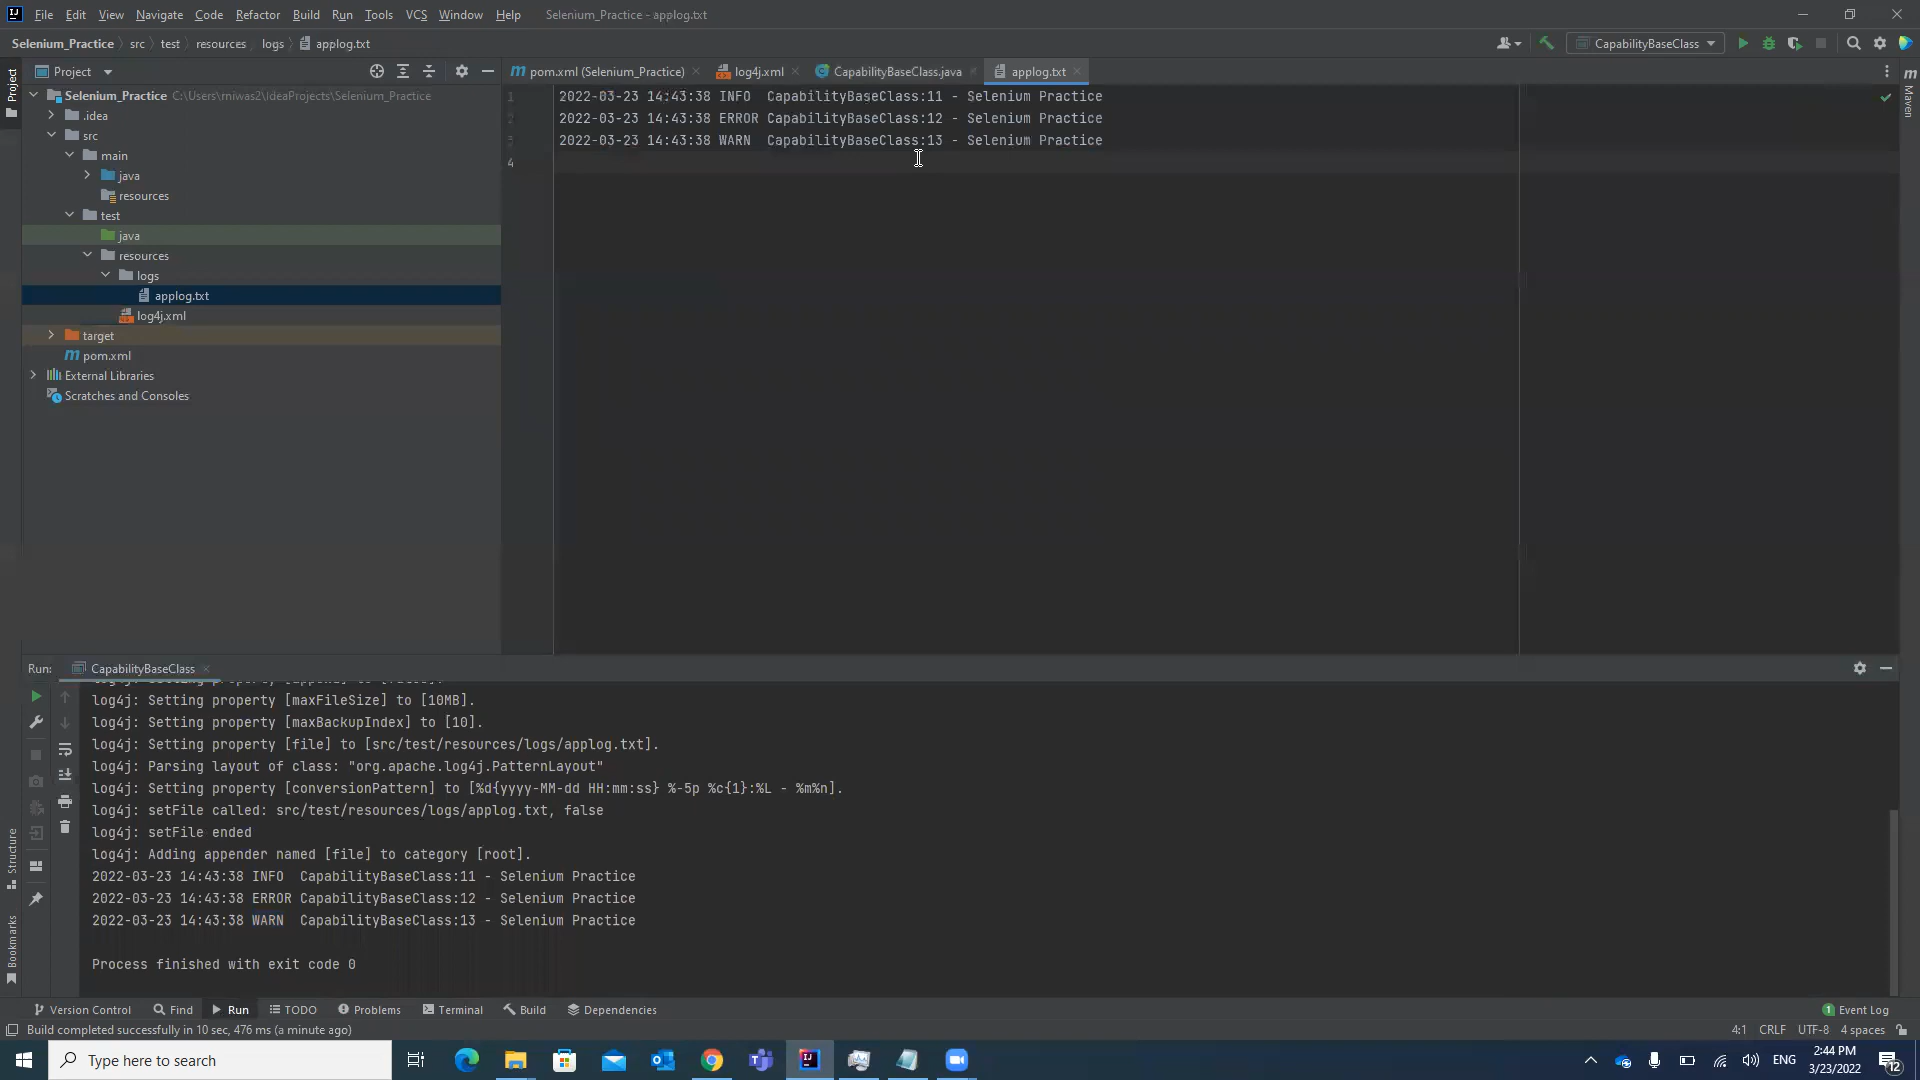 File Edit View Navigate Code Refactor Build Run Tools VCS Window Help Selenium_Practice - applog.txt
Selenium_Practice src test resources logs applog.txt CapabilityBaseClass
Project
pom.xml (Selenium_Practice) log4j.xml CapabilityBaseClass.java applog.txt
Selenium_Practice C:\Users\rniwas2\IdeaProjects\Selenium_Practice
.idea
src
main
java
resources
test
java
resources
logs
applog.txt
log4j.xml
target
pom.xml
External Libraries
Scratches and Consoles
1 2022-03-23 14:43:38 INFO CapabilityBaseClass:11 - Selenium Practice
2 2022-03-23 14:43:38 ERROR CapabilityBaseClass:12 - Selenium Practice
3 2022-03-23 14:43:38 WARN CapabilityBaseClass:13 - Selenium Practice
4
Project
Maven
Run: CapabilityBaseClass
log4j: Setting property [maxFileSize] to [10MB].
log4j: Setting property [maxBackupIndex] to [10].
log4j: Setting property [file] to [src/test/resources/logs/applog.txt].
log4j: Parsing layout of class: "org.apache.log4j.PatternLayout"
log4j: Setting property [conversionPattern] to [%d{yyyy-MM-dd HH:mm:ss} %-5p %c{1}:%L - %m%n].
log4j: setFile called: src/test/resources/logs/applog.txt, false
log4j: setFile ended
log4j: Adding appender named [file] to category [root].
2022-03-23 14:43:38 INFO CapabilityBaseClass:11 - Selenium Practice
2022-03-23 14:43:38 ERROR CapabilityBaseClass:12 - Selenium Practice
2022-03-23 14:43:38 WARN CapabilityBaseClass:13 - Selenium Practice
Process finished with exit code 0
Structure
Bookmarks
Version Control Find Run TODO Problems Terminal Build Dependencies 1 Event Log
Build completed successfully in 10 sec, 476 ms (a minute ago) 4:1 CRLF UTF-8 4 spaces
Type here to search ENG 2:44 PM
3/23/2022 12